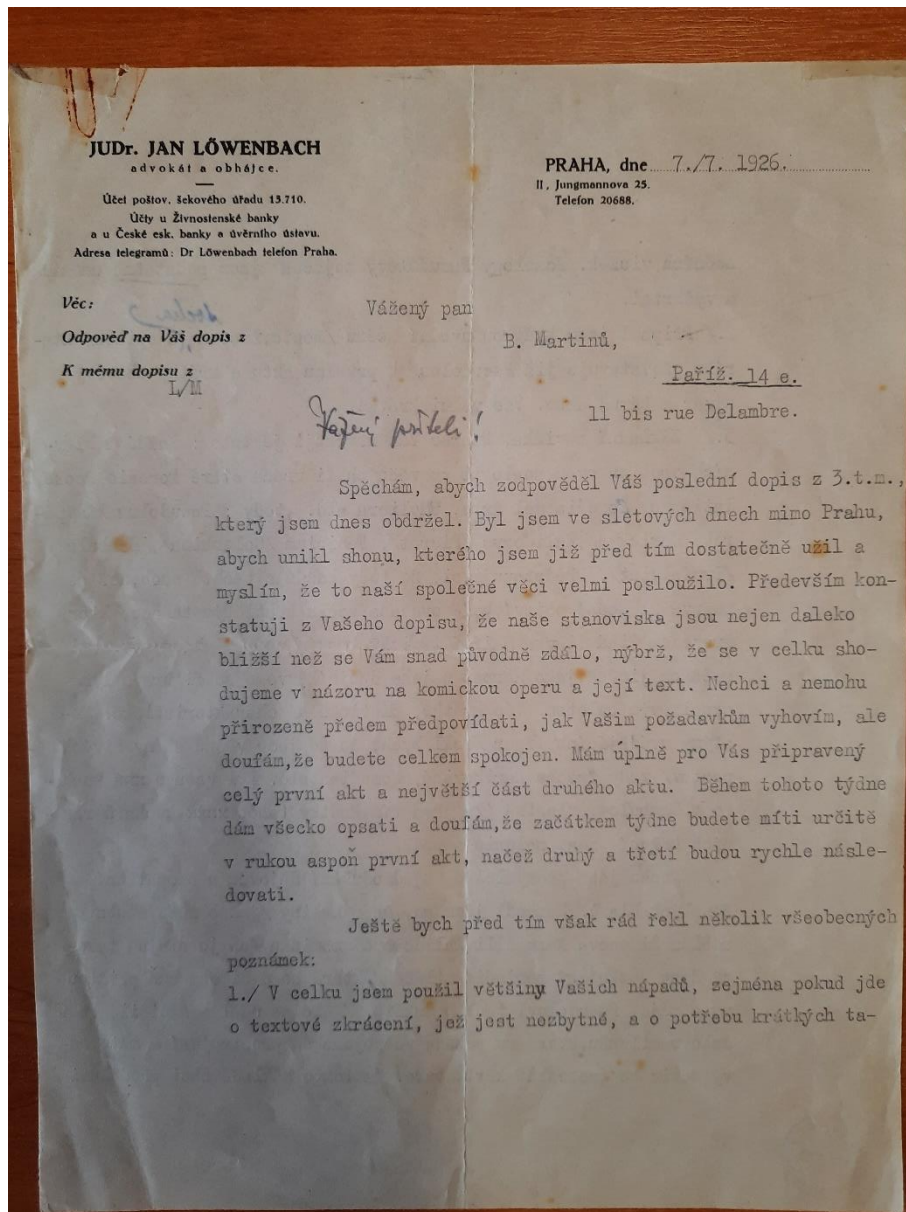 JUDr. JAN LŐWENBACH
advokát a obhájce.
Účet poštov. šekového úřadu 13.710.
Účty u Živnostenské banky
a u České esk. banky a úvěrního ústavu.
Adresa telegramů: Dr Lőwenbach telefon Praha.
PRAHA, dne 7./7. 1926.
II, Jungmannova 25.
Telefon 20688.
Věc:
Odpověď na Váš dopis z
K mému dopisu z
L/M
Vážený pan
B. Martinů,
Paříž. 14 e.
11 bis rue Delambre.
Vážený příteli!
Spěchám, abych zodpověděl Váš poslední dopis z 3.t.m.,
který jsem dnes obdržel. Byl jsem ve sletových dnech mimo Prahu,
abych unikl shonu, kterého jsem již před tím dostatečně užil a
myslím, že to naší společné věci velmi posloužilo. Především kon-
statuji z Vašeho dopisu, že naše stanoviska jsou nejen daleko
bližší než se Vám snad původně zdálo, nýbrž, že se v celku sho-
dujeme v názoru na komickou operu a její text. Nechci a nemohu
přirozeně předem předpovídati, jak Vašim požadavkům vyhovím, ale
doufám,že budete celkem spokojen. Mám úplně pro Vás připravený
celý první akt a největší část druhého aktu. Během tohoto týdne
dám všecko opsati a doufám,že začátkem týdne budete míti určitě
v rukou aspoň první akt, načež druhý a třetí budou rychle násle-
dovati.
Ještě bych před tím však rád řekl několik všeobecných
poznámek:
1./ V celku jsem použil většiny Vašich nápadů, zejména pokud jde
o textové zkrácení, jež jest nezbytné, a o potřebu krátkých ta-